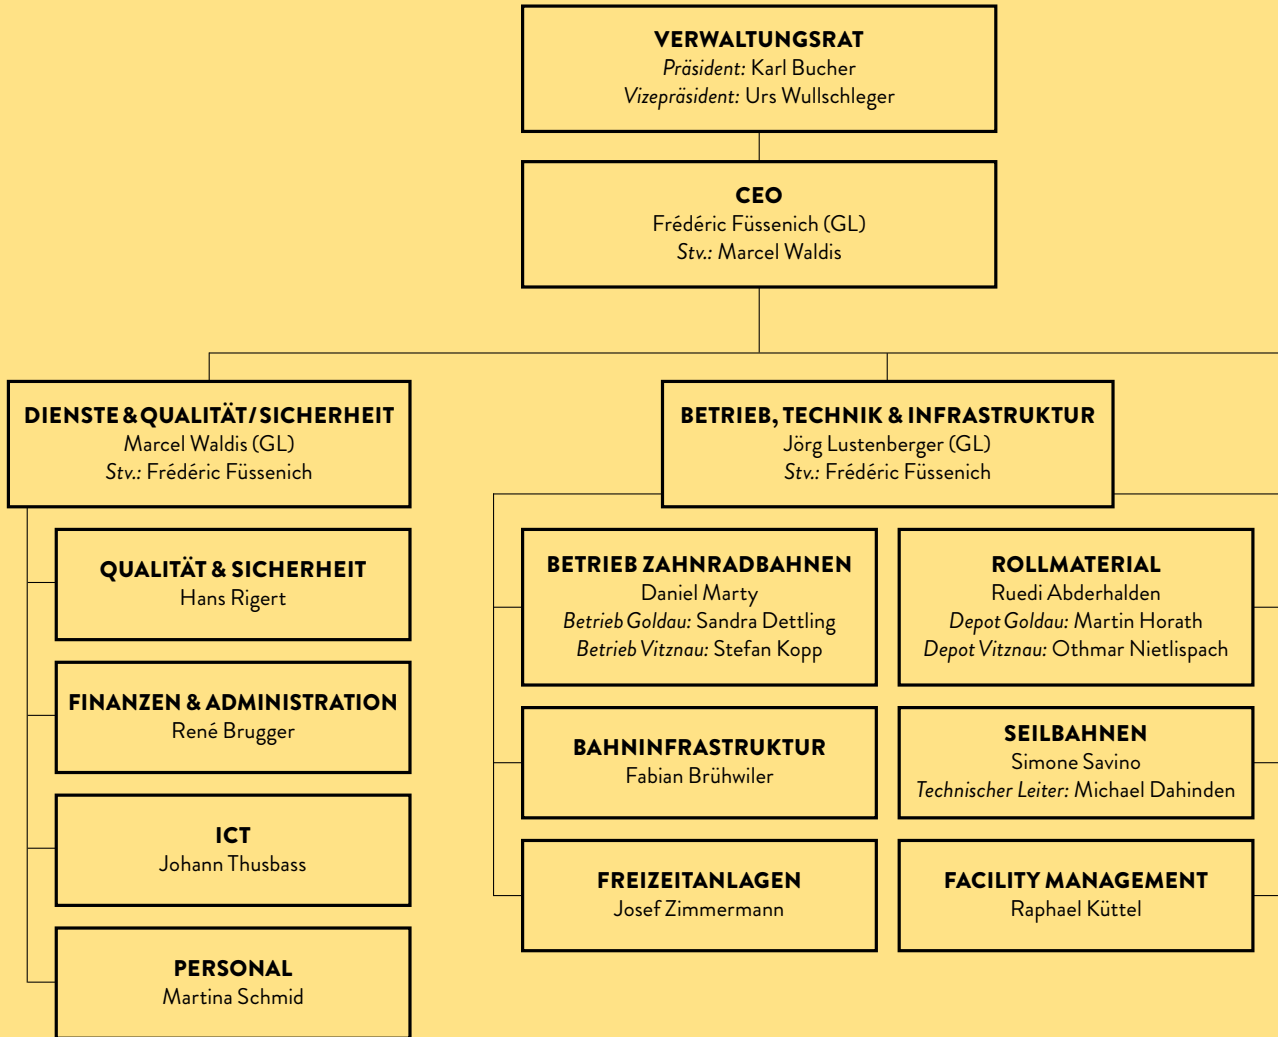 VERWALTUNGSRAT
Präsident: Karl Bucher
Vizepräsident: Urs Wullschleger
CEO
Frédéric Füssenich (GL)
Stv.: Marcel Waldis
DIENSTE & QUALITÄT/SICHERHEIT
Marcel Waldis (GL)
Stv.: Frédéric Füssenich
QUALITÄT & SICHERHEIT
Hans Rigert
FINANZEN & ADMINISTRATION
René Brugger
ICT
Johann Thusbass
PERSONAL
Martina Schmid
BETRIEB, TECHNIK & INFRASTRUKTUR
Jörg Lustenberger (GL)
Stv.: Frédéric Füssenich
BETRIEB ZAHNRADBAHNEN
Daniel Marty
Betrieb Goldau: Sandra Dettling
Betrieb Vitznau: Stefan Kopp
ROLLMATERIAL
Ruedi Abderhalden
Depot Goldau: Martin Horath
Depot Vitznau: Othmar Nietlispach
BAHNINFRASTRUKTUR
Fabian Brühwiler
SEILBAHNEN
Simone Savino
Technischer Leiter: Michael Dahinden
FREIZEITANLAGEN
Josef Zimmermann
FACILITY MANAGEMENT
Raphael Küttel